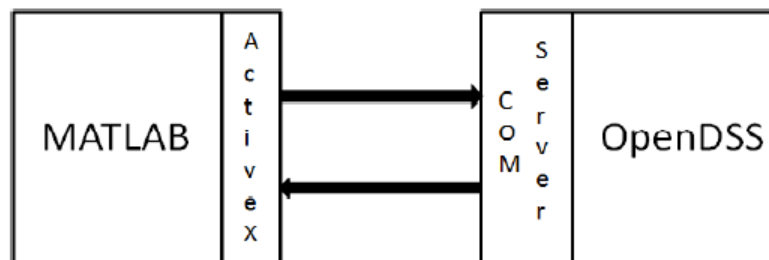 MATLAB
ActiveX
COM
Server
OpenDSS